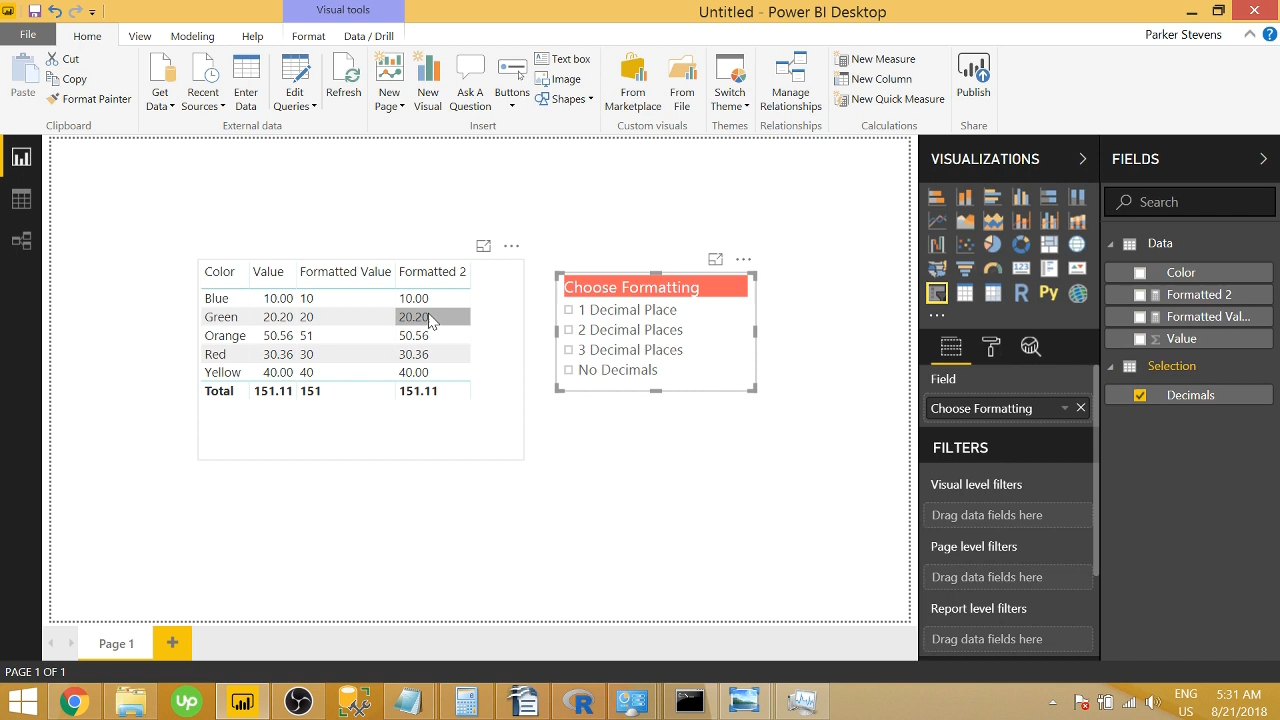 Visual tools
Untitled - Power BI Desktop
File
Home
View
Modeling
Help
Format
Data / Drill
Parker Stevens
Paste
Cut
Copy
Format Painter
Clipboard
Get Data
Recent Sources
Enter Data
Edit Queries
Refresh
External data
New Page
New Visual
Ask A Question
Buttons
Text box
Image
Shapes
Insert
From Marketplace
From File
Custom visuals
Switch Theme
Themes
Manage Relationships
Relationships
New Measure
New Column
New Quick Measure
Calculations
Publish
Share
Color Value Formatted Value Formatted 2
Blue 10.00 10 10.00
Green 20.20 20 20.20
Orange 50.56 51 50.56
Red 30.36 30 30.36
Yellow 40.00 40 40.00
Total 151.11 151 151.11
Choose Formatting
1 Decimal Place
2 Decimal Places
3 Decimal Places
No Decimals
VISUALIZATIONS
123
R Py
Field
Choose Formatting
FILTERS
Visual level filters
Drag data fields here
Page level filters
Drag data fields here
Report level filters
Drag data fields here
FIELDS
Search
Data
Color
Formatted 2
Formatted Val...
Value
Selection
Decimals
Page 1
PAGE 1 OF 1
Up
R
ENG
US
5:31 AM
8/21/2018